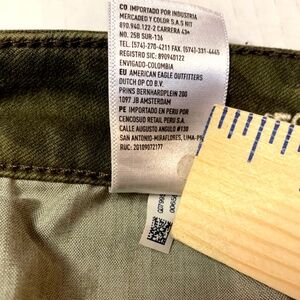 CO IMPORTADO POR INDUSTRIA
MERCADEO Y COLOR S.A.S NIT
890.940.122-2 CARRERA 43A
NO. 25B SUR-136
TEL. (574)-270-4211 FAX (574)-331-4465
REGISTRO SIC: 890940122
ENVIGADO-COLOMBIA
EU AMERICAN EAGLE OUTFITTERS
DUTCH OP CO B.V.
PRINS BERNHARDPLEIN 200
1097 JB AMSTERDAM
PE IMPORTADO EN PERU POR
CENCOSUD RETAIL PERU S.A.
CALLE AUGUSTO ANGULO #130
SAN ANTONIO-MIRAFLORES, LIMA-
RUC: 20109072177